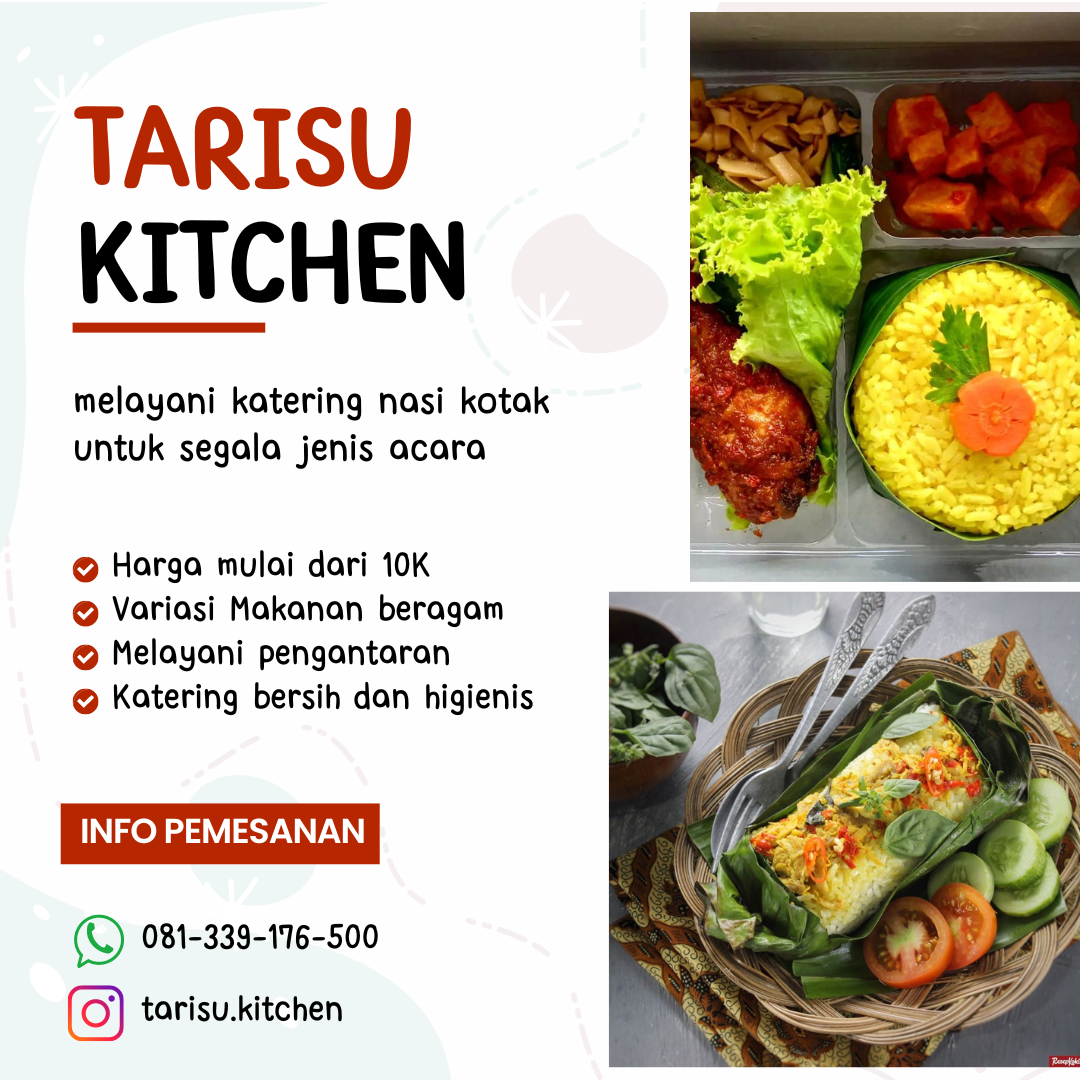 TARISU
KITCHEN
melayani katering nasi kotak
untuk segala jenis acara
Harga mulai dari 10K
Variasi Makanan beragam
Melayani pengantaran
Katering bersih dan higienis
INFO PEMESANAN
081-339-176-500
tarisu.kitchen